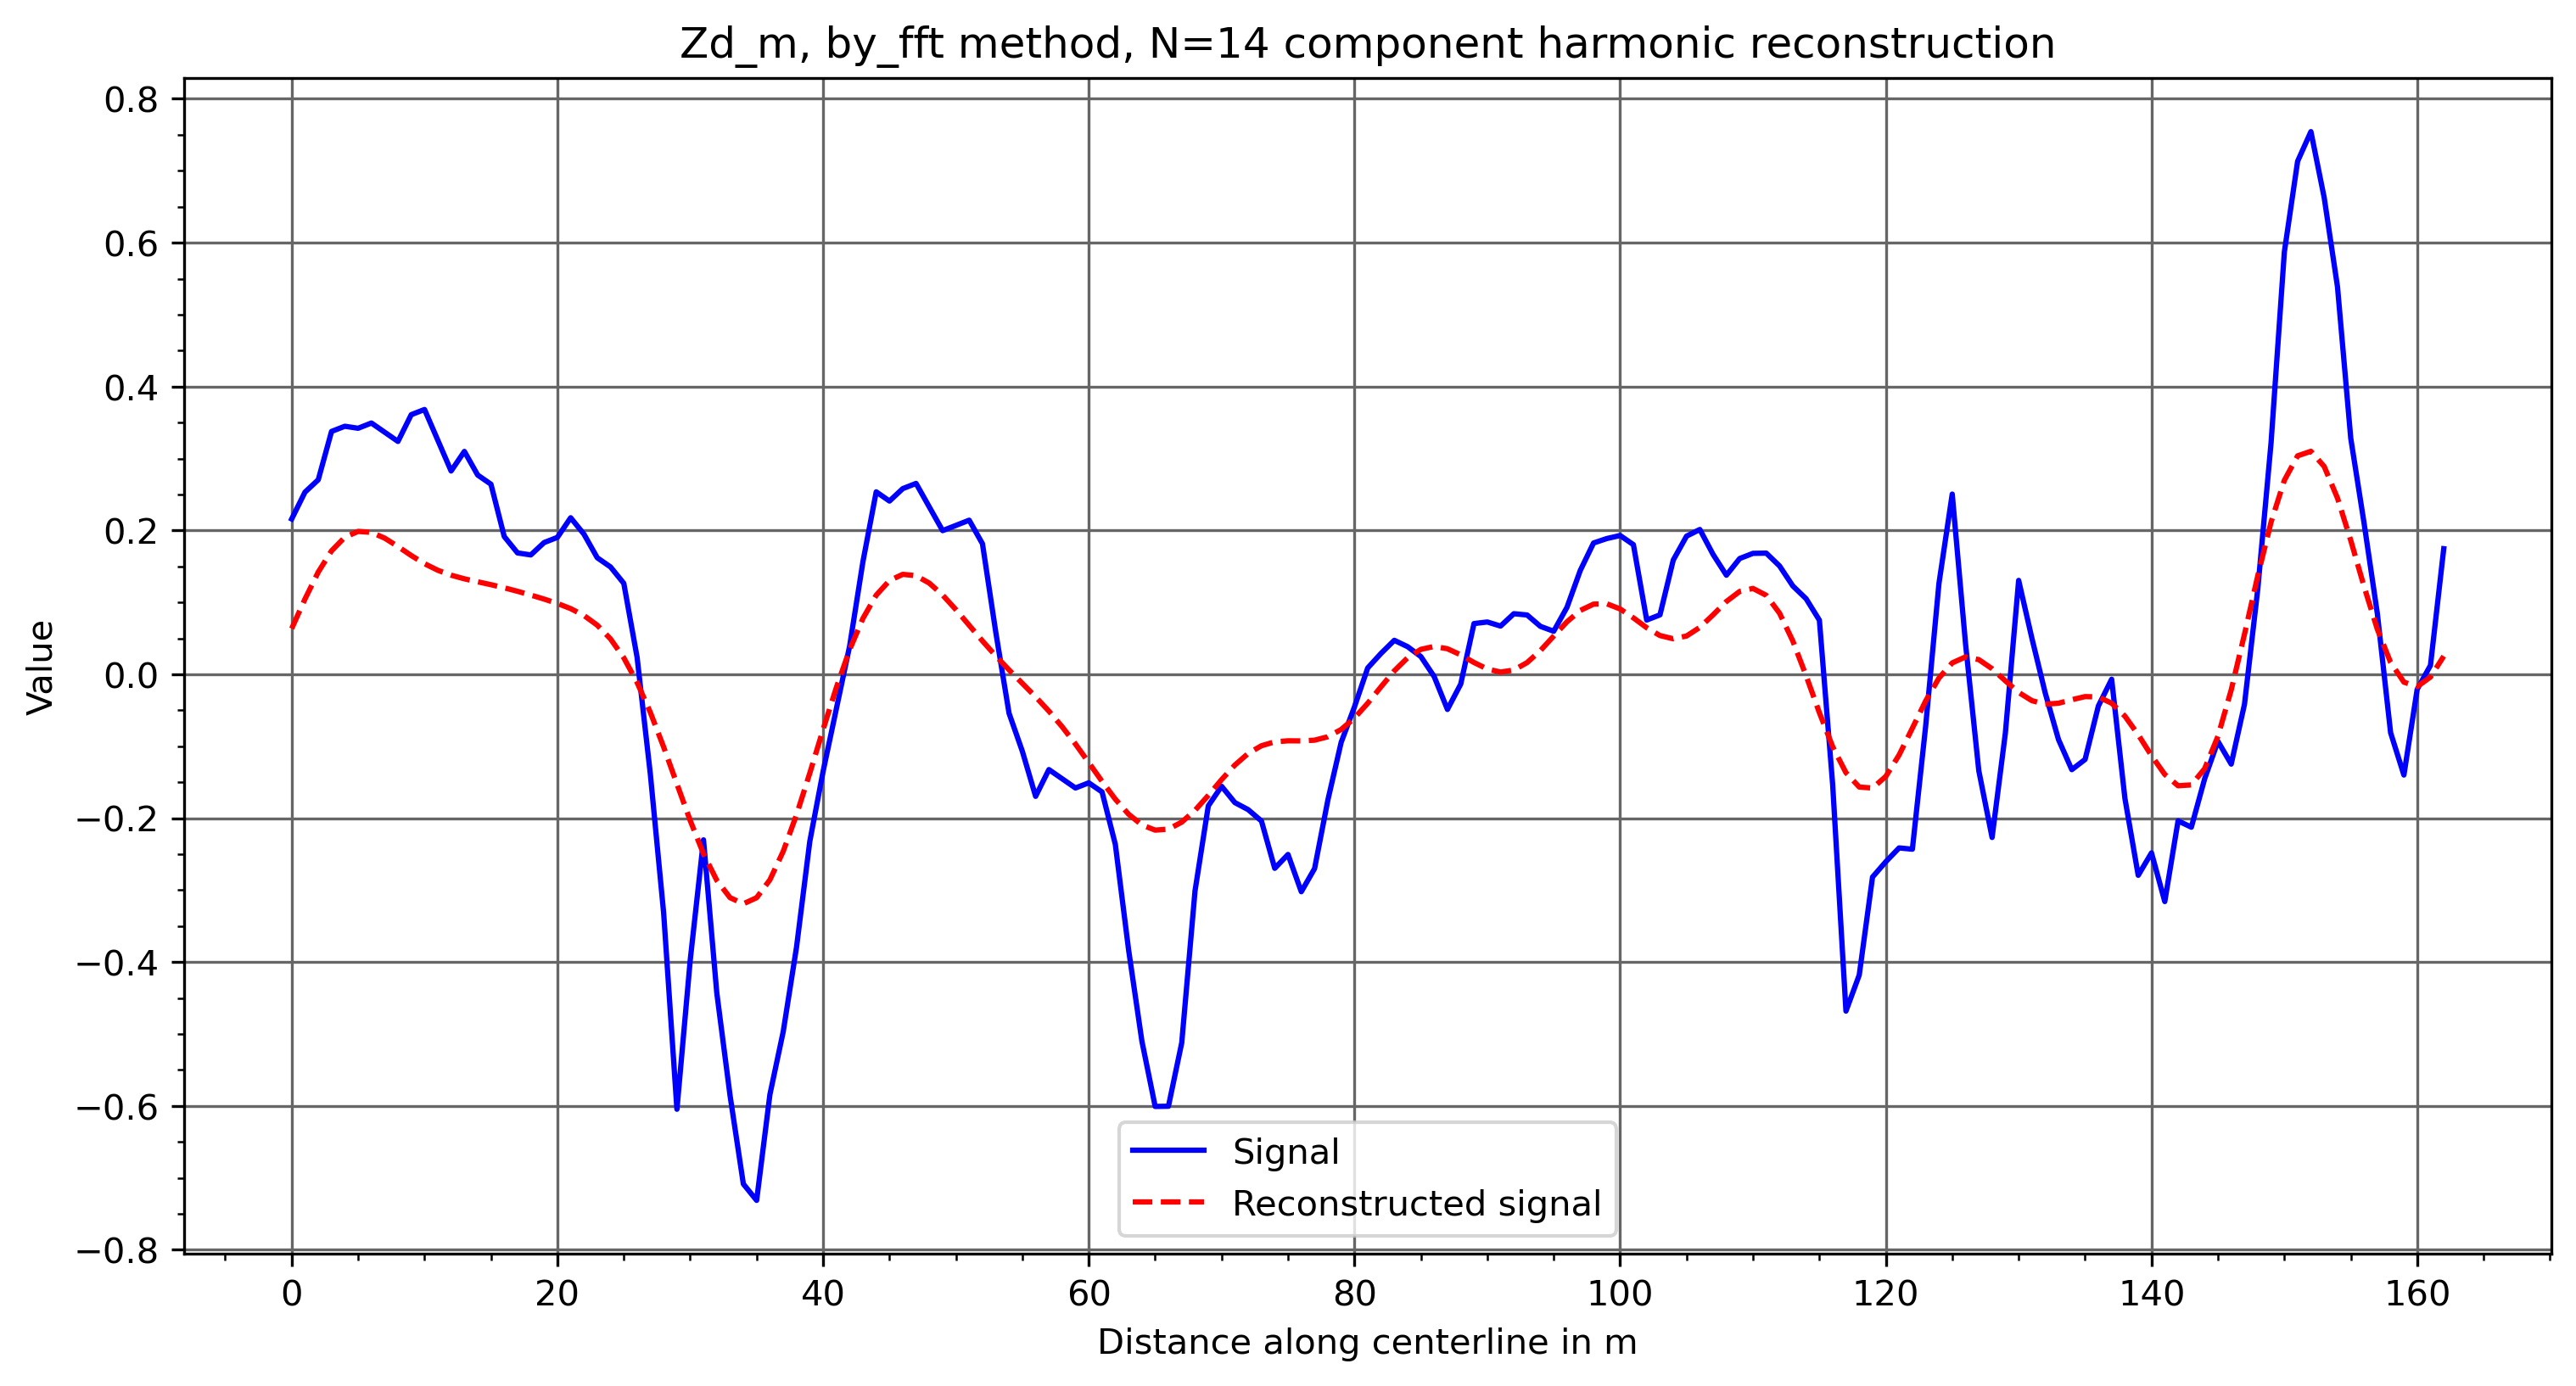 Zd_m, by_fft method, N=14 component harmonic reconstruction
0.8
0.6
0.4
0.2
0.0
−0.2
−0.4
−0.6
−0.8
Value
Signal
Reconstructed signal
0 20 40 60 80 100 120 140 160
Distance along centerline in m